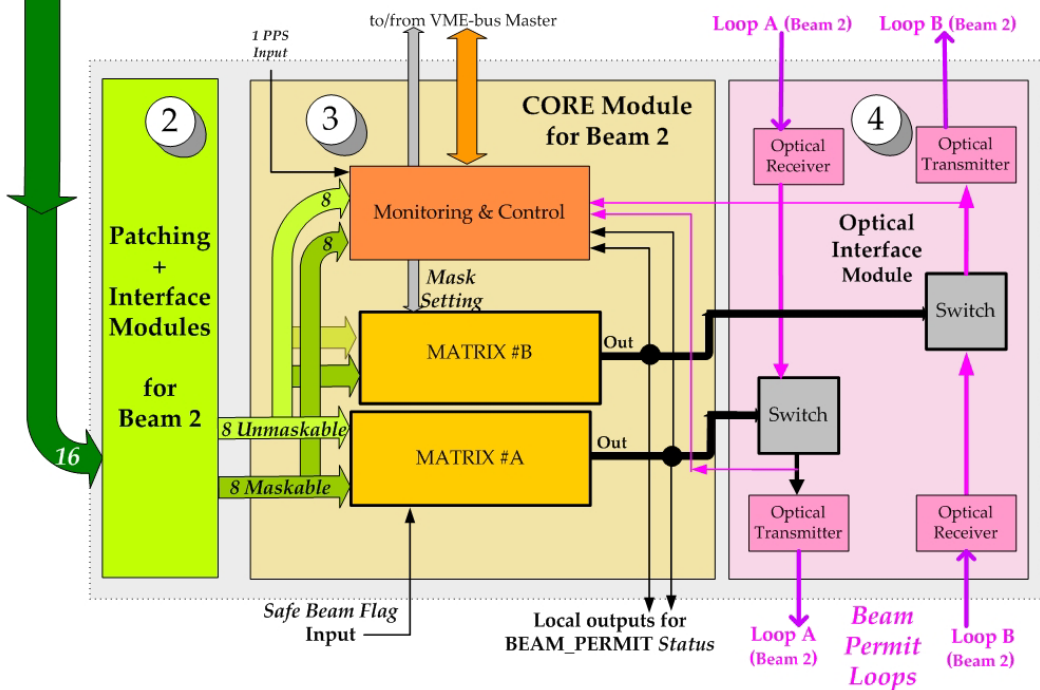 to/from VME-bus Master
Loop A (Beam 2)
Loop B (Beam 2)
1 PPS
Input
2
3
CORE Module
for Beam 2
4
Optical
Receiver
Optical
Transmitter
8
Monitoring & Control
8
Optical
Interface
Module
Patching
+
Interface
Modules
for
Beam 2
Mask
Setting
Switch
MATRIX #B
Out
Switch
16
8 Unmaskable
MATRIX #A
Out
8 Maskable
Optical
Transmitter
Optical
Receiver
Safe Beam Flag
Input
Local outputs for
BEAM_PERMIT Status
Loop A
(Beam 2)
Beam
Permit
Loops
Loop B
(Beam 2)